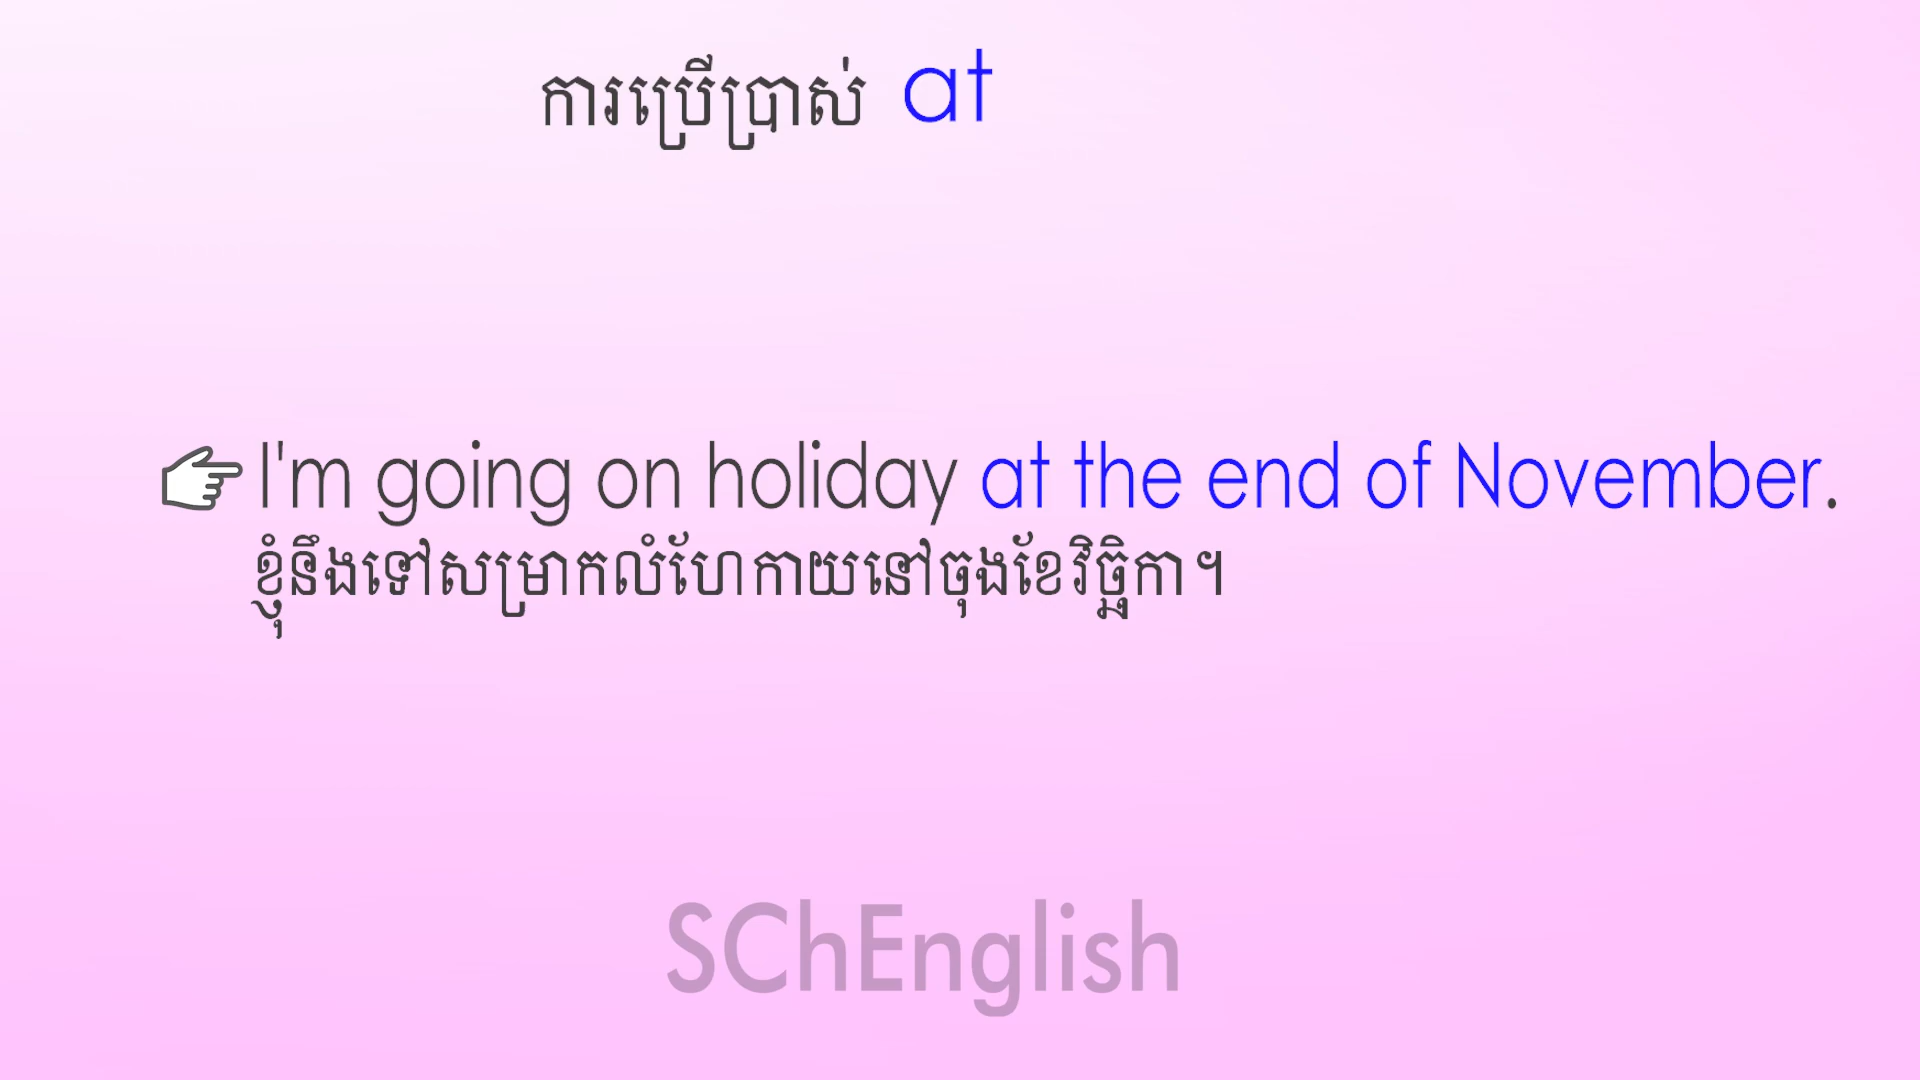 ការប្រើប្រាស់ at
I'm going on holiday at the end of November.
ខ្ញុំនឹងទៅសម្រាកលំហែកាយនៅចុងខែវិច្ឆិកា។
SChEnglish